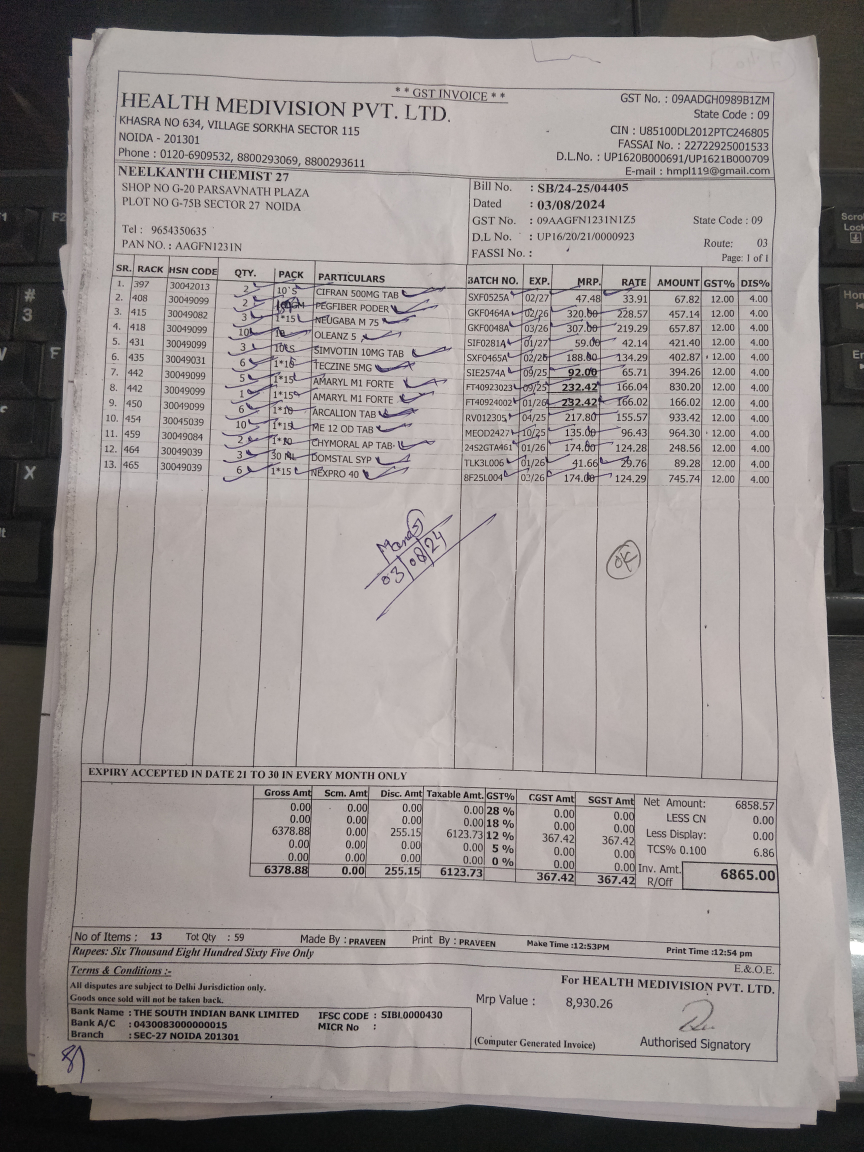 * * GST INVOICE * *
HEALTH MEDIVISION PVT. LTD.
KHASRA NO 634, VILLAGE SORKHA SECTOR 115
NOIDA - 201301
Phone : 0120-6909532, 8800293069, 8800293611
GST No. : 09AADGH0989B1ZM
State Code : 09
CIN : U85100DL2012PTC246805
FASSAI No. : 22722925001533
D.L.No. : UP1620B000691/UP1621B000709
E-mail : hmpl119@gmail.com
NEELKANTH CHEMIST 27
SHOP NO G-20 PARSAVNATH PLAZA
PLOT NO G-75B SECTOR 27 NOIDA
Tel : 9654350635
PAN NO. : AAGFN1231N
Bill No. : SB/24-25/04405
Dated : 03/08/2024
GST No. : 09AAGFN1231N1Z5 State Code : 09
D.L No. : UP16/20/21/0000923
FASSI No. : Route: 03
Page: 1 of 1
SR. RACK HSN CODE QTY. PACK PARTICULARS BATCH NO. EXP. MRP. RATE AMOUNT GST% DIS%
1. 397 30042013 2 10'S CIFRAN 500MG TAB SXF0525A 02/27 47.48 33.91 67.82 12.00 4.00
2. 408 30049099 2 PEGFIBER PODER GKF0464A 02/26 320.00 228.57 457.14 12.00 4.00
3. 415 30049082 3 1*15 NEUGABA M 75 GKF0048A 03/26 307.00 219.29 657.87 12.00 4.00
4. 418 30049099 10 OLEANZ 5 SIF0281A 01/27 59.00 42.14 421.40 12.00 4.00
5. 431 30049099 3 10'S SIMVOTIN 10MG TAB SXF0465A 02/26 188.00 134.29 402.87 12.00 4.00
6. 435 30049031 6 1*10 TECZINE 5MG SIE2574A 09/25 92.00 65.71 394.26 12.00 4.00
7. 442 30049099 5 1*15 AMARYL M1 FORTE FT40923023 09/25 232.42 166.04 830.20 12.00 4.00
8. 442 30049099 1 1*15 AMARYL M1 FORTE FT40924002 01/26 232.42 166.02 166.02 12.00 4.00
9. 450 30049099 6 1*10 ARCALION TAB RV012305 04/25 217.80 155.57 933.42 12.00 4.00
10. 454 30045039 10 1*15 ME 12 OD TAB MEOD2427 10/25 135.00 96.43 964.30 12.00 4.00
11. 459 30049084 2 CHYMORAL AP TAB 2452GTA461 01/26 174.00 124.28 248.56 12.00 4.00
12. 464 30049039 3 30 ML DOMSTAL SYP TLK3L006 01/26 41.66 29.76 89.28 12.00 4.00
13. 465 30049039 6 1*15 NEXPRO 40 8F25L004 174.00 124.29 745.74 12.00 4.00
03/08/24
OK
EXPIRY ACCEPTED IN DATE 21 TO 30 IN EVERY MONTH ONLY
Gross Amt Scm. Amt Disc. Amt Taxable Amt. GST% CGST Amt SGST Amt
0.00 0.00 0.00 0.00 28 % 0.00 0.00
0.00 0.00 0.00 0.00 18 % 0.00 0.00
6378.88 0.00 255.15 6123.73 12 % 367.42 367.42
0.00 0.00 0.00 0.00 5 % 0.00 0.00
0.00 0.00 0.00 0.00 0 % 0.00 0.00
6378.88 0.00 255.15 6123.73 367.42 367.42
Net Amount: 6858.57
LESS CN 0.00
Less Display: 0.00
TCS% 0.100 6.86
Inv. Amt. R/Off 6865.00
No of Items : 13 Tot Qty : 59 Made By : PRAVEEN Print By : PRAVEEN Make Time :12:53PM Print Time :12:54 pm
Rupees: Six Thousand Eight Hundred Sixty Five Only
E.& O.E.
Terms & Conditions :-
All disputes are subject to Delhi Jurisdiction only.
Goods once sold will not be taken back.
Bank Name : THE SOUTH INDIAN BANK LIMITED IFSC CODE : SIBL0000430
Bank A/C : 0430083000000015 MICR No :
Branch : SEC-27 NOIDA 201301
For HEALTH MEDIVISION PVT. LTD.
Mrp Value : 8,930.26
(Computer Generated Invoice)
Authorised Signatory